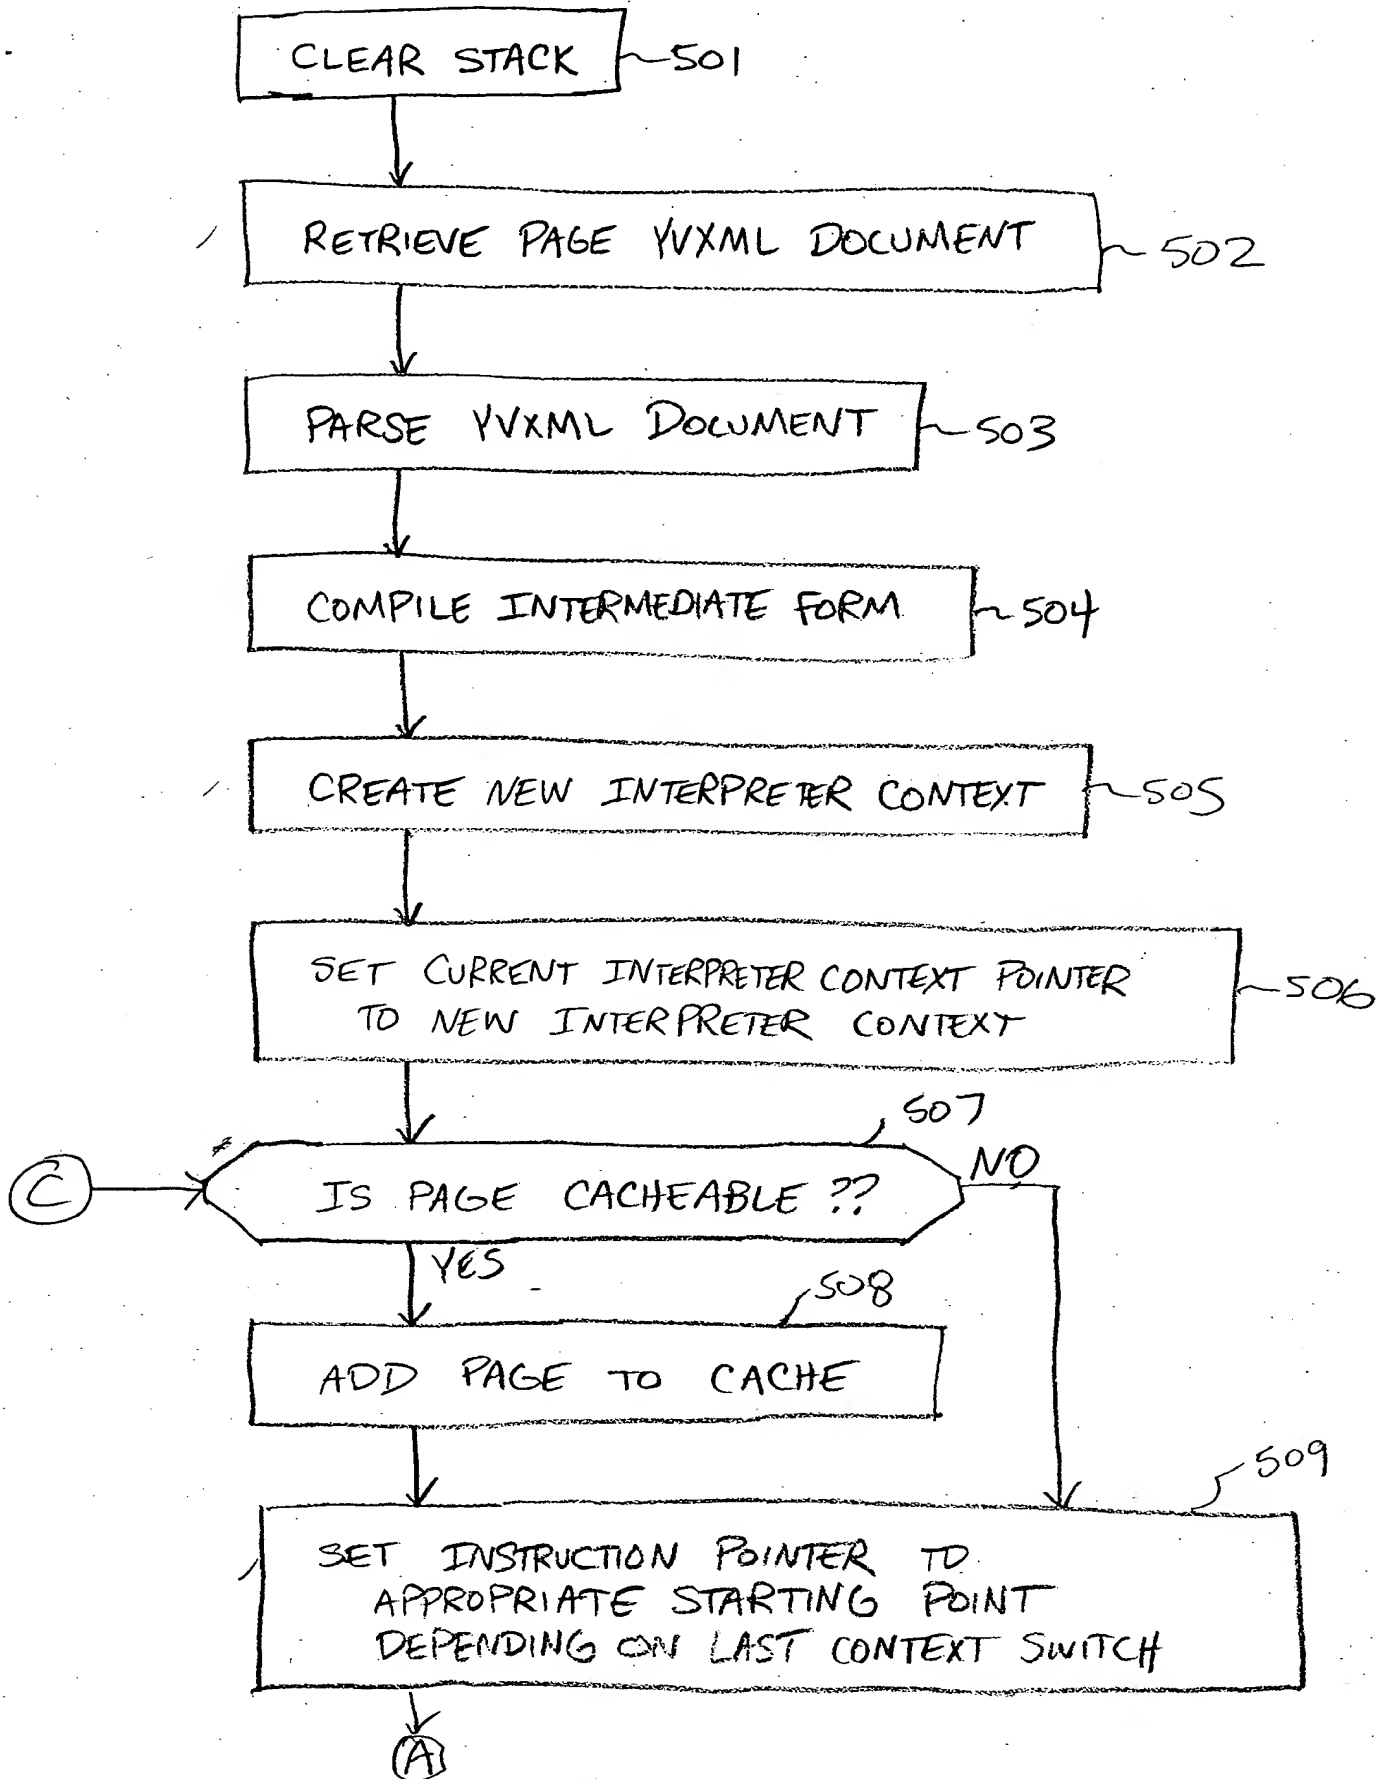 CLEAR STACK 501
RETRIEVE PAGE YVXML DOCUMENT 502
PARSE YVXML DOCUMENT 503
COMPILE INTERMEDIATE FORM 504
CREATE NEW INTERPRETER CONTEXT 505
SET CURRENT INTERPRETER CONTEXT POINTER
TO NEW INTERPRETER CONTEXT
506
507
C
IS PAGE CACHEABLE ??
NO
YES
508
ADD PAGE TO CACHE
509
SET INSTRUCTION POINTER TO
APPROPRIATE STARTING POINT
DEPENDING ON LAST CONTEXT SWITCH
A